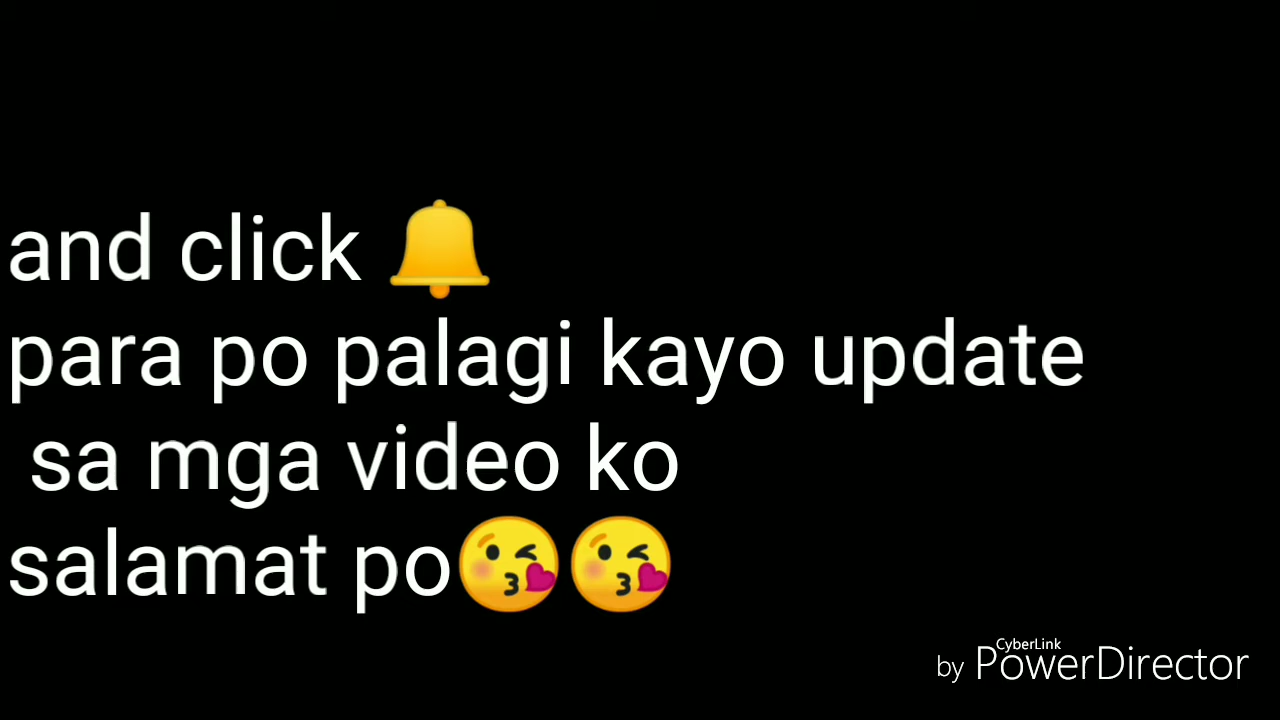 and click 🔔
para po palagi kayo update
sa mga video ko
salamat po😘😘
CyberLink
by PowerDirector